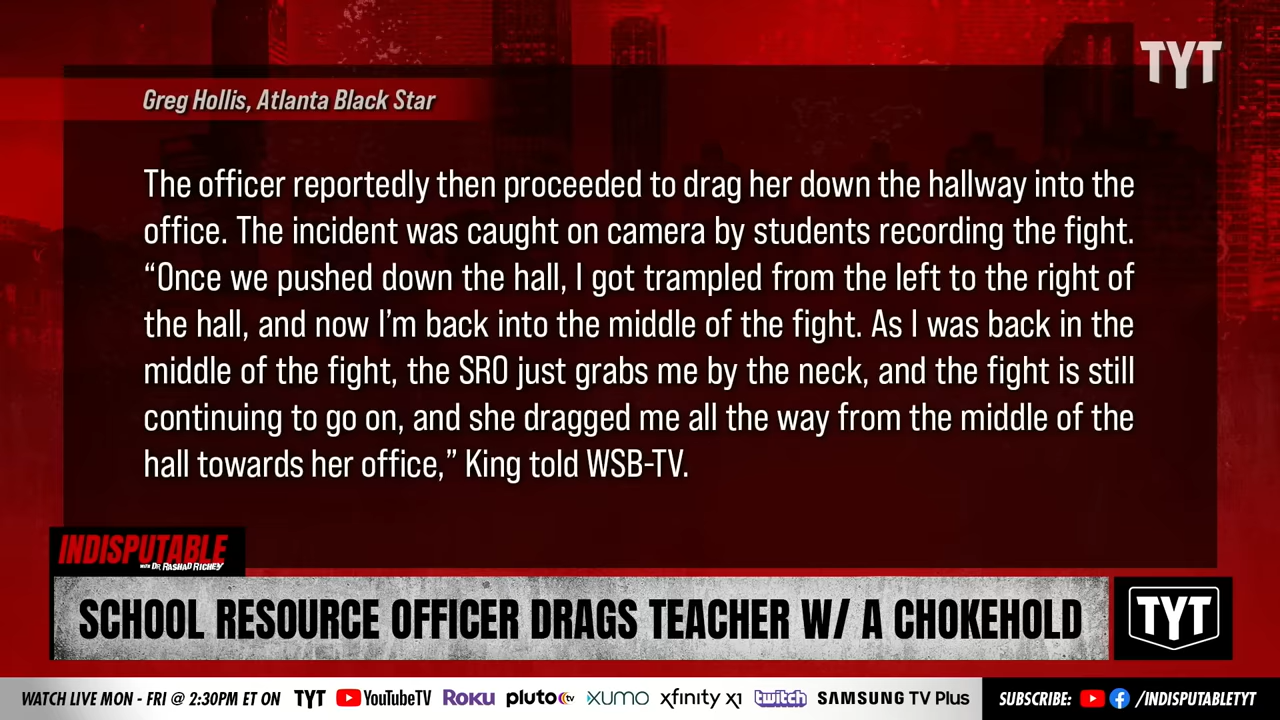 TYT
Greg Hollis, Atlanta Black Star
The officer reportedly then proceeded to drag her down the hallway into the
office. The incident was caught on camera by students recording the fight.
“Once we pushed down the hall, I got trampled from the left to the right of
the hall, and now I’m back into the middle of the fight. As I was back in the
middle of the fight, the SRO just grabs me by the neck, and the fight is still
continuing to go on, and she dragged me all the way from the middle of the
hall towards her office,” King told WSB-TV.
INDISPUTABLE
WITH DR. RASHAD RICHEY
SCHOOL RESOURCE OFFICER DRAGS TEACHER W/ A CHOKEHOLD
TYT
WATCH LIVE MON - FRI @ 2:30PM ET ON TYT YouTubeTV ROKU pluto tv xumo xfinity x1 twitch SAMSUNG TV Plus SUBSCRIBE: /INDISPUTABLETYT